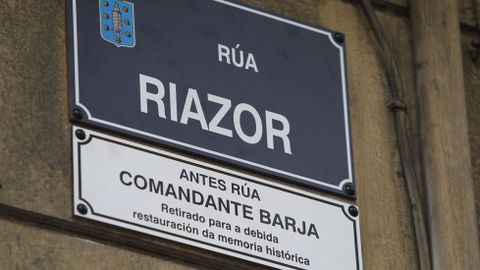 RÚA
RIAZOR
ANTES RÚA
COMANDANTE BARJA
Retirado para a debida
restauración da memoria histórica